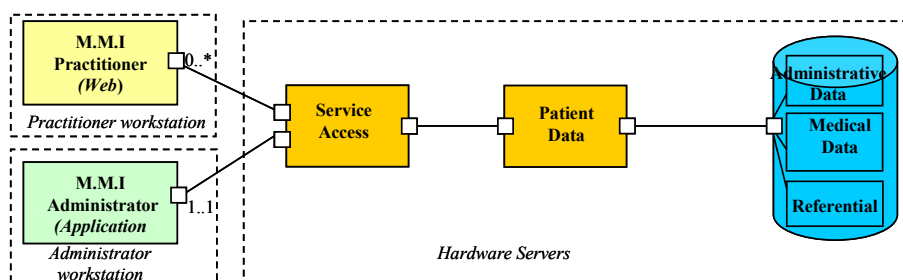 M.M.I
Practitioner
(Web)
0..*
Practitioner workstation
M.M.I
Administrator
(Application
1..1
Administrator
workstation
Service
Access
Patient
Data
Hardware Servers
Administrative
Data
Medical
Data
Referential